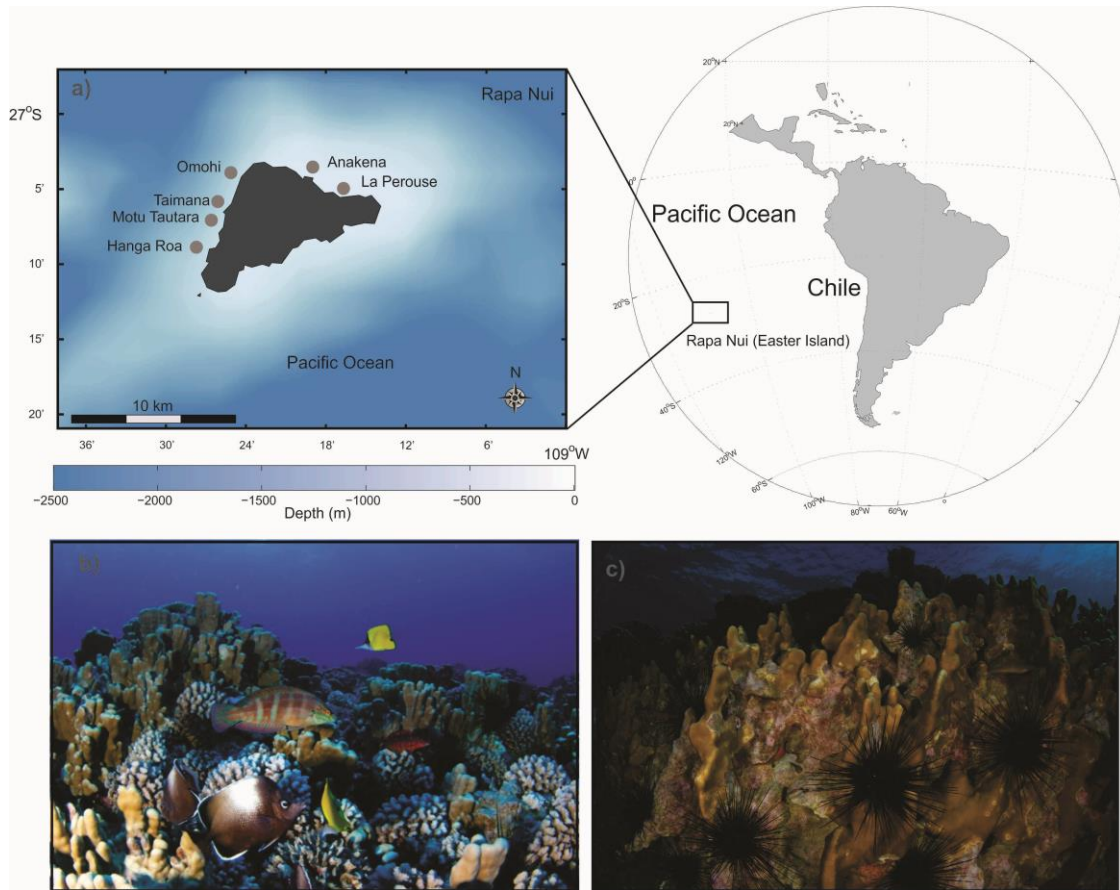 a)
Rapa Nui
27°S
Omohi
Anakena
5'
La Perouse
Taimana
Motu Tautara
Hanga Roa
10'
15'
Pacific Ocean
N
10 km
20'
36'
30'
24'
18'
12'
6'
109°W
−2500
−2000
−1500
−1000
−500
0
Depth (m)
20°N
20°N
0°
Pacific Ocean
Chile
20°S
Rapa Nui (Easter Island)
40°S
120°W
60°S
100°W
80°W
60°W
b)
c)